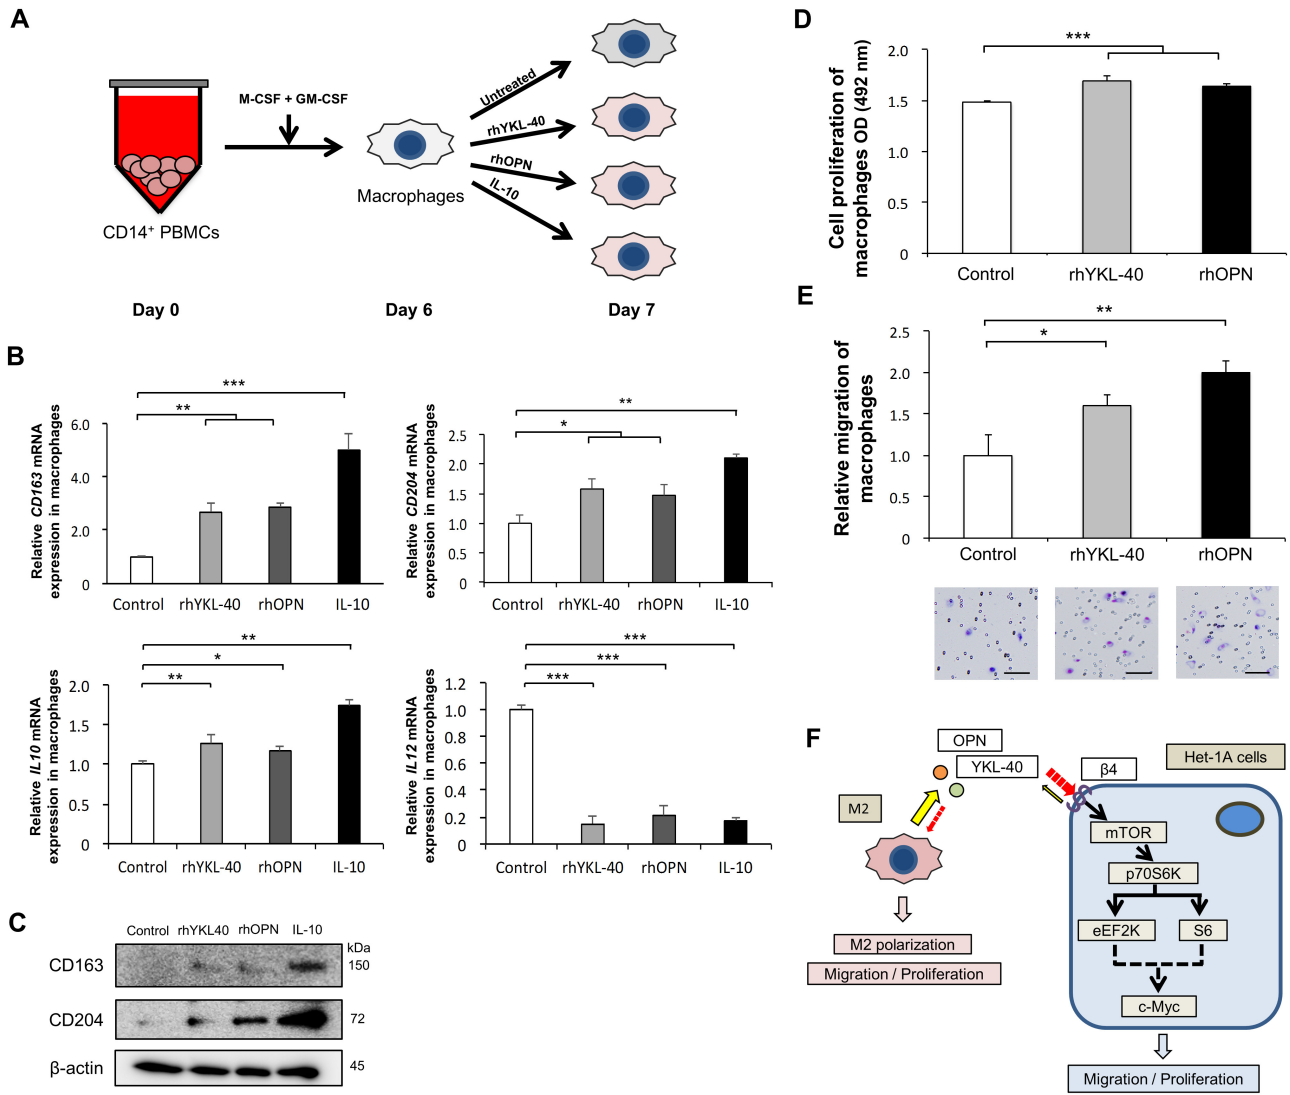 A
M-CSF + GM-CSF
CD14+ PBMCs
Macrophages
Untreated
rhYKL-40
rhOPN
IL-10
Day 0
Day 6
Day 7
B
Relative CD163 mRNA
expression in macrophages
6.0
4.0
2.0
0
***
**
Control
rhYKL-40
rhOPN
IL-10
Relative CD204 mRNA
expression in macrophages
2.5
2.0
1.5
1.0
0.5
0
**
*
Control
rhYKL-40
rhOPN
IL-10
Relative IL10 mRNA
expression in macrophages
2.0
1.5
1.0
0.5
0
**
*
**
Control
rhYKL-40
rhOPN
IL-10
Relative IL12 mRNA
expression in macrophages
1.2
1.0
0.8
0.6
0.4
0.2
0
***
***
***
Control
rhYKL-40
rhOPN
IL-10
C
Control
rhYKL40
rhOPN
IL-10
kDa
CD163
150
CD204
72
β-actin
45
D
Cell proliferation of
macrophages OD (492 nm)
2.0
1.5
1.0
0.5
0
***
Control
rhYKL-40
rhOPN
E
Relative migration of
macrophages
2.5
2.0
1.5
1.0
0.5
0
**
*
Control
rhYKL-40
rhOPN
F
OPN
YKL-40
β4
Het-1A cells
M2
mTOR
p70S6K
eEF2K
S6
c-Myc
M2 polarization
Migration / Proliferation
Migration / Proliferation